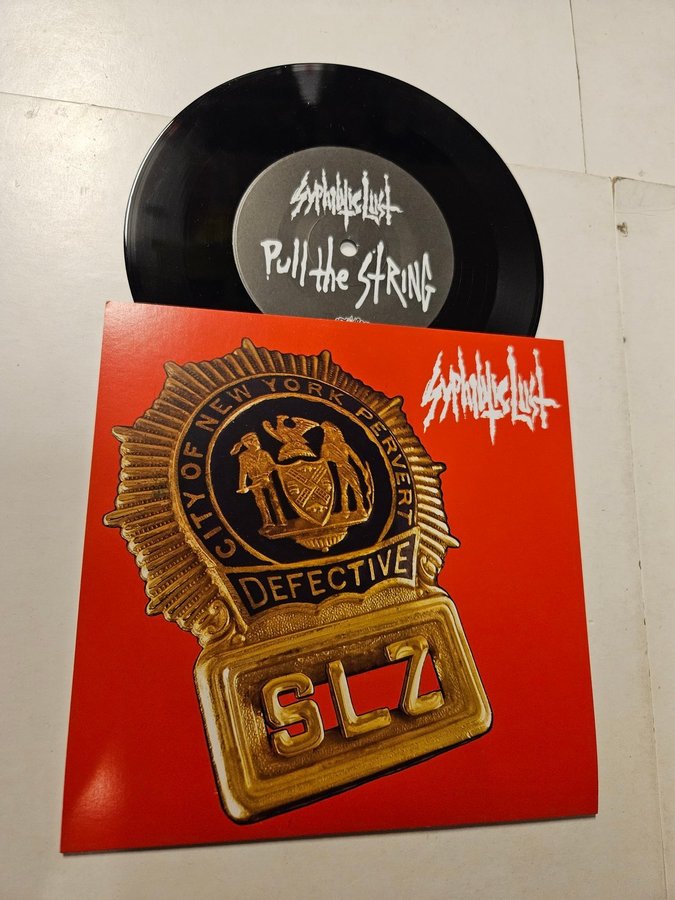 Syphilitic Lust
Pull the STRING
Syphilitic Lust
CITY OF NEW YORK PERVERT
DEFECTIVE
SLZ